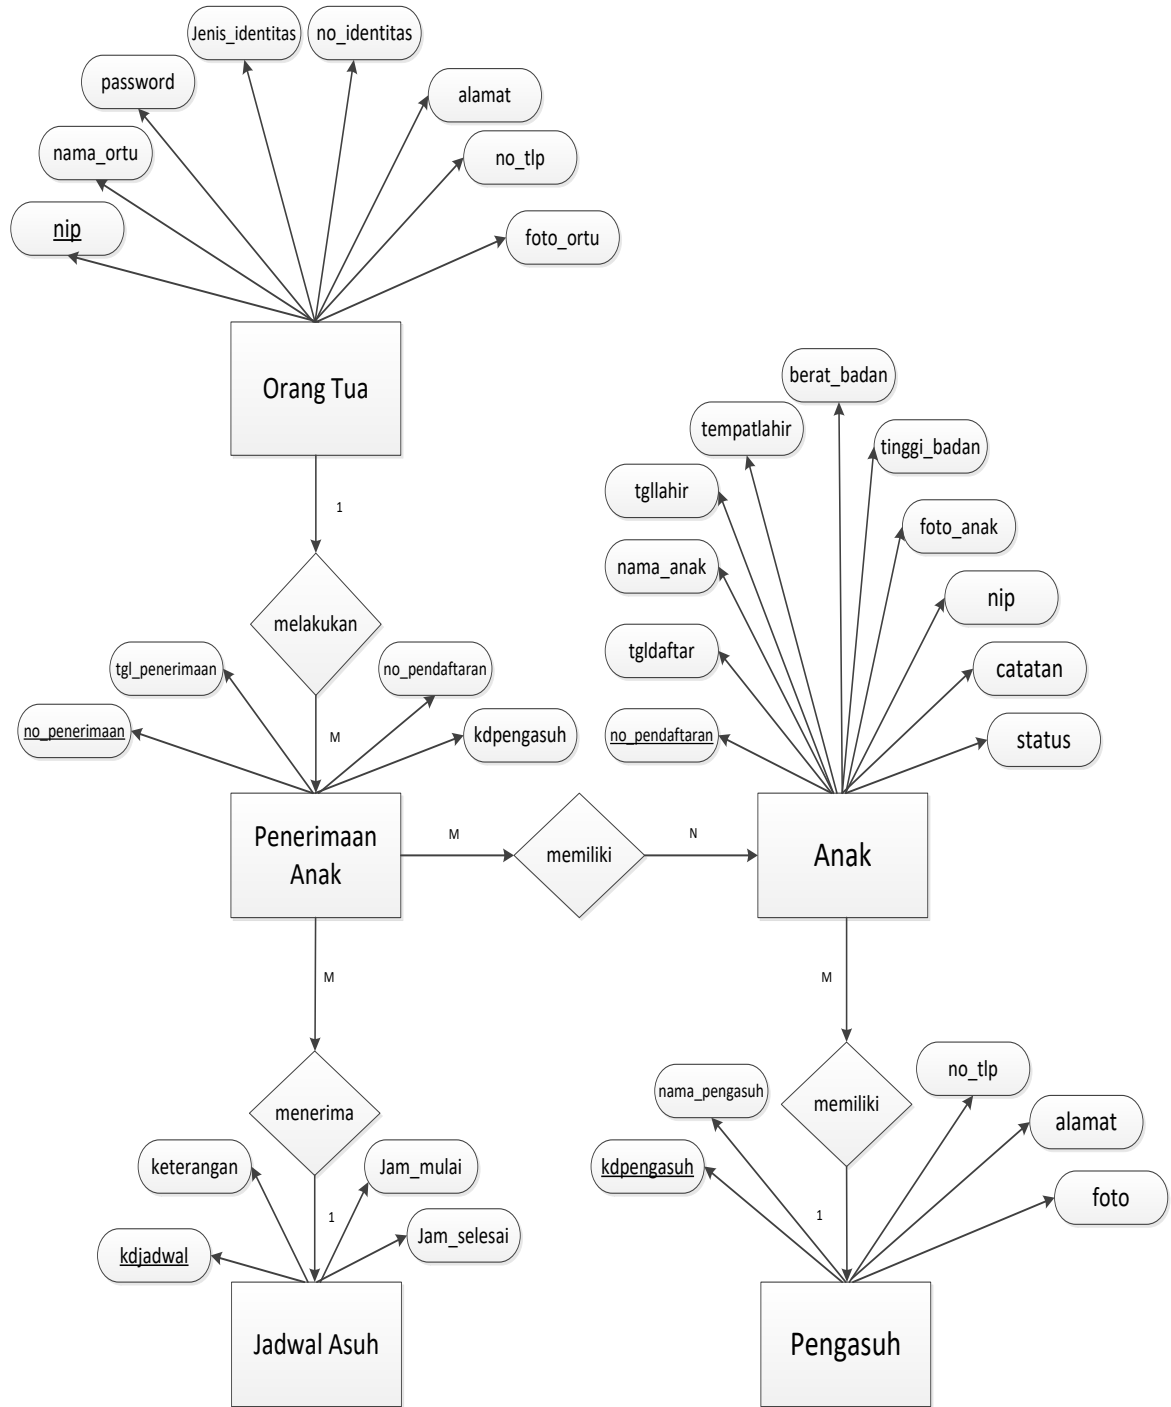 Jenis_identitas
no_identitas
password
alamat
nama_ortu
no_tlp
nip
foto_ortu
Orang Tua
berat_badan
tempatlahir
tinggi_badan
tgllahir
1
foto_anak
nama_anak
nip
melakukan
tgldaftar
tgl_penerimaan
no_pendaftaran
catatan
no_penerimaan
M
kdpengasuh
no_pendaftaran
status
Penerimaan
Anak
M
memiliki
N
Anak
M
M
no_tlp
nama_pengasuh
memiliki
menerima
alamat
keterangan
Jam_mulai
kdpengasuh
foto
1
1
Jam_selesai
kdjadwal
Jadwal Asuh
Pengasuh